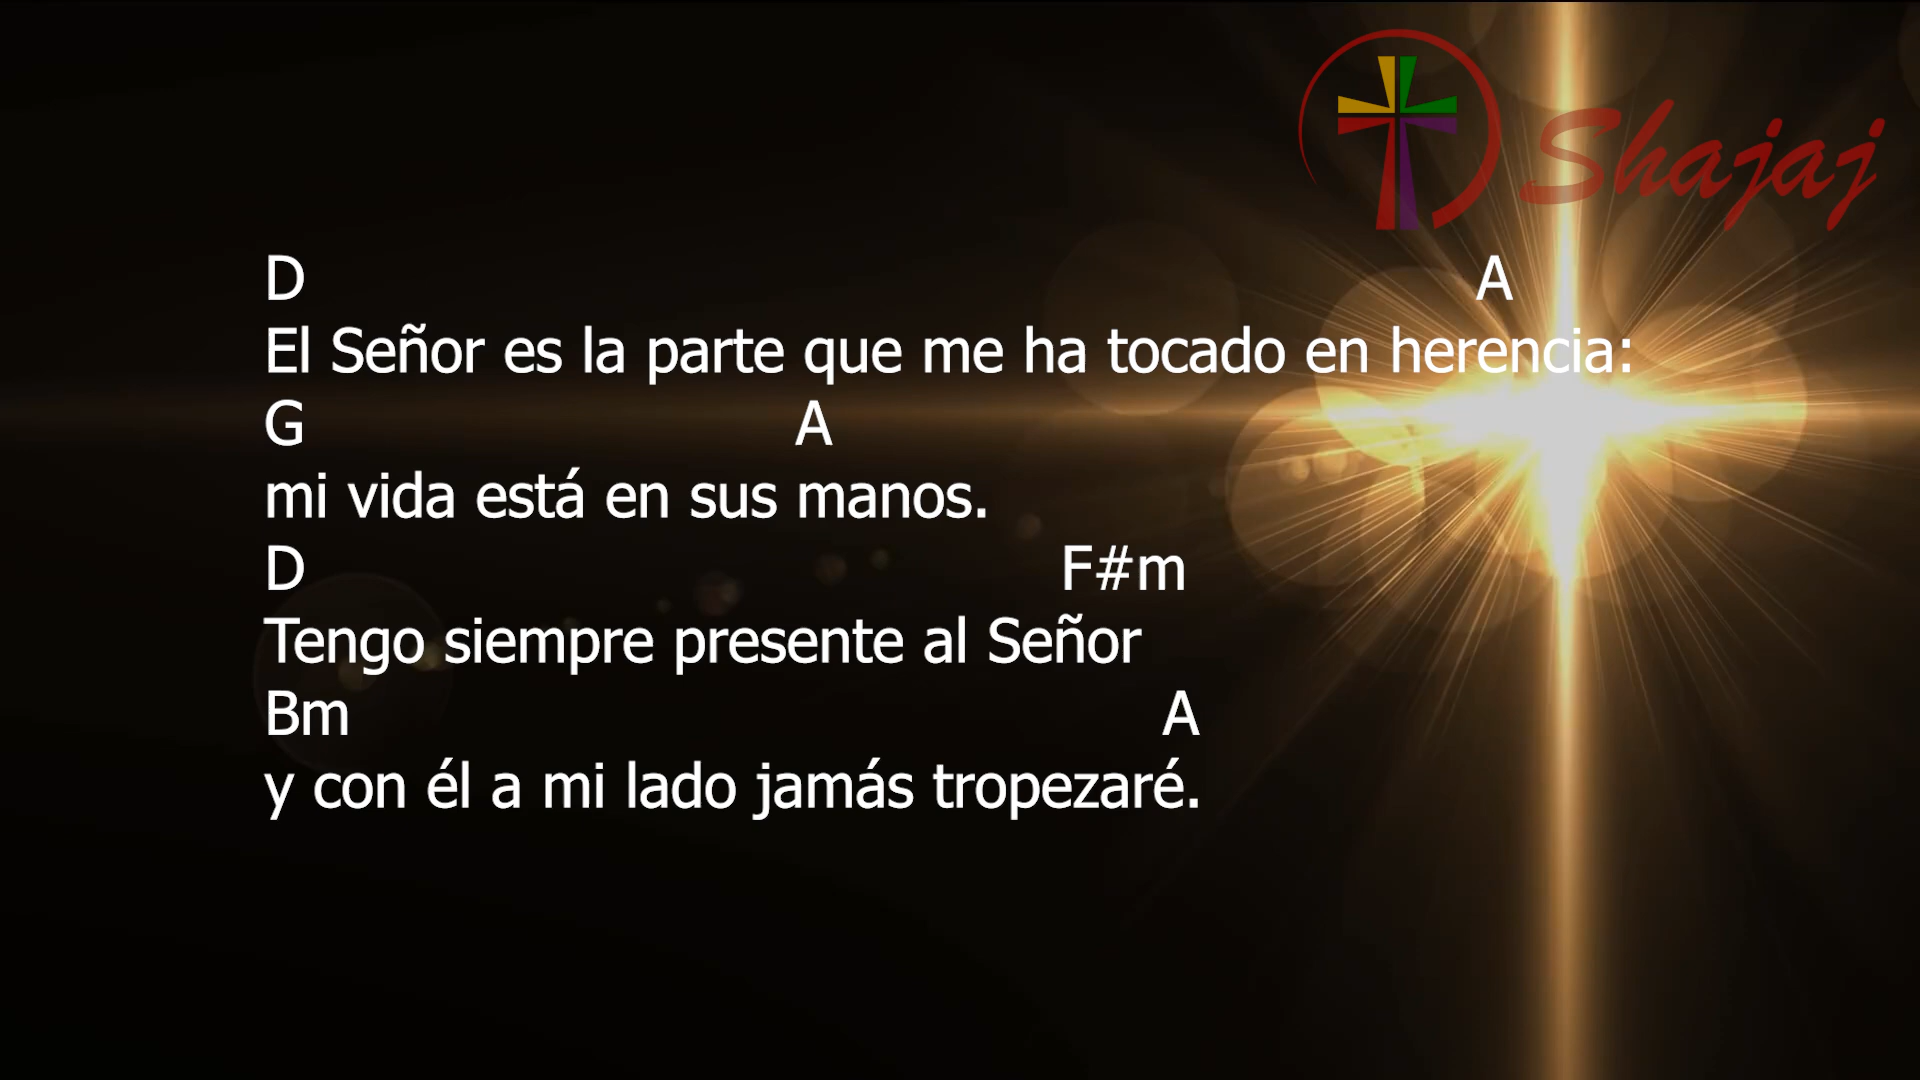 Shajaj
D A
El Señor es la parte que me ha tocado en herencia:
G A
mi vida está en sus manos.
D F#m
Tengo siempre presente al Señor
Bm A
y con él a mi lado jamás tropezaré.